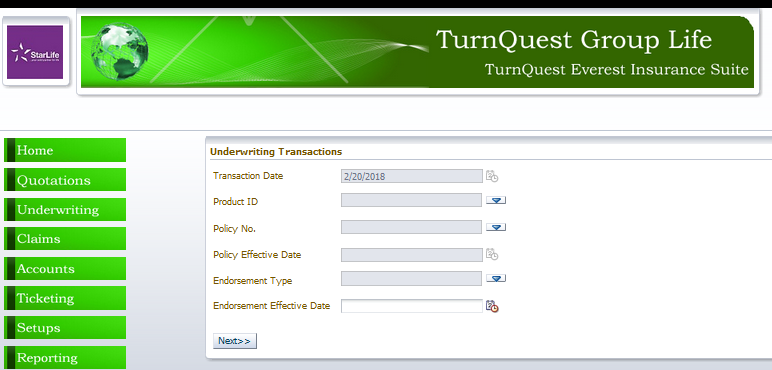 StarLife
TurnQuest Group Life
TurnQuest Everest Insurance Suite
Home
Quotations
Underwriting
Claims
Accounts
Ticketing
Setups
Reporting
Underwriting Transactions
Transaction Date 2/20/2018
Product ID
Policy No.
Policy Effective Date
Endorsement Type
Endorsement Effective Date
Next>>